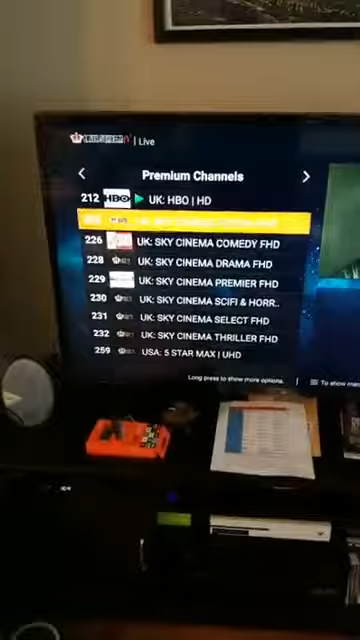 | Live
Premium Channels
212 HBO UK: HBO | HD
226 UK: SKY CINEMA COMEDY FHD
228 UK: SKY CINEMA DRAMA FHD
229 UK: SKY CINEMA PREMIER FHD
230 UK: SKY CINEMA SCIFI & HORR..
231 UK: SKY CINEMA SELECT FHD
232 UK: SKY CINEMA THRILLER FHD
259 USA: 5 STAR MAX | UHD
Long press to show more options. | To show